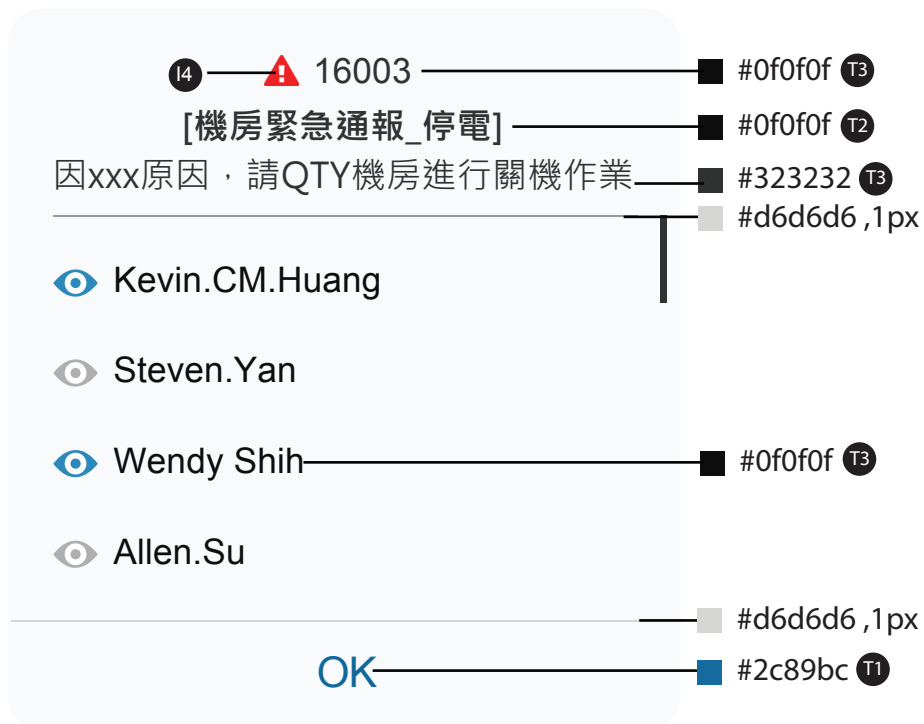 I4 16003 #0f0f0f T3
[機房緊急通報_停電] #0f0f0f T2
因xxx原因，請QTY機房進行關機作業 #323232 T3
#d6d6d6 ,1px
Kevin.CM.Huang
Steven.Yan
Wendy Shih #0f0f0f T3
Allen.Su
#d6d6d6 ,1px
OK #2c89bc T1